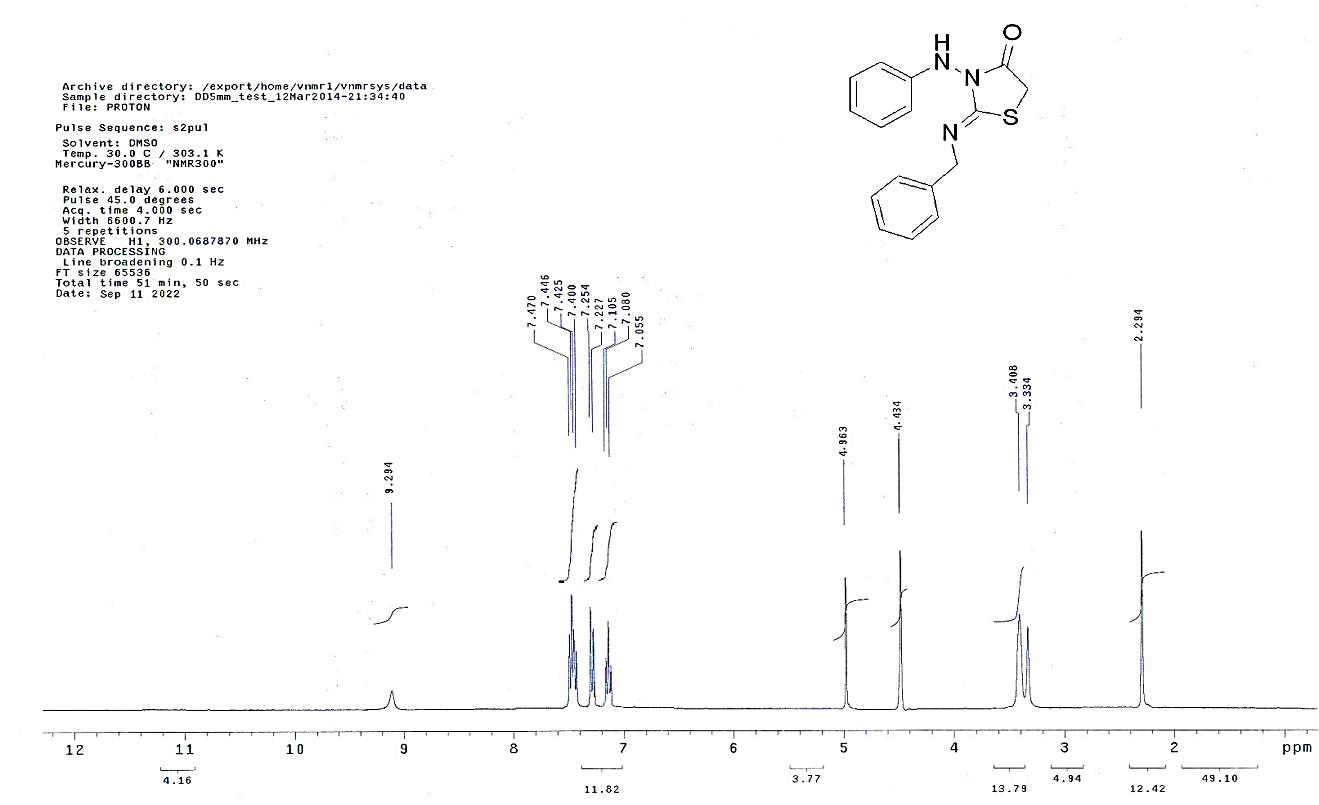 Archive directory: /export/home/vnmr1/vnmrsys/data
Sample directory: DD5mm_test_12Mar2014-21:34:40
File: PROTON
Pulse Sequence: s2pul
Solvent: DMSO
Temp. 30.0 C / 303.1 K
Mercury-300BB "NMR300"
Relax. delay 6.000 sec
Pulse 45.0 degrees
Acq. time 4.000 sec
Width 6600.7 Hz
5 repetitions
OBSERVE H1, 300.0687870 MHz
DATA PROCESSING
Line broadening 0.1 Hz
FT size 65536
Total time 51 min, 50 sec
Date: Sep 11 2022
H
N
N
O
S
N
9.294
7.470
7.446
7.425
7.400
7.254
7.227
7.105
7.080
7.055
4.963
4.434
3.408
3.334
2.294
12 11 10 9 8 7 6 5 4 3 2 ppm
4.16 11.82 3.77 13.79 4.94 12.42 49.10